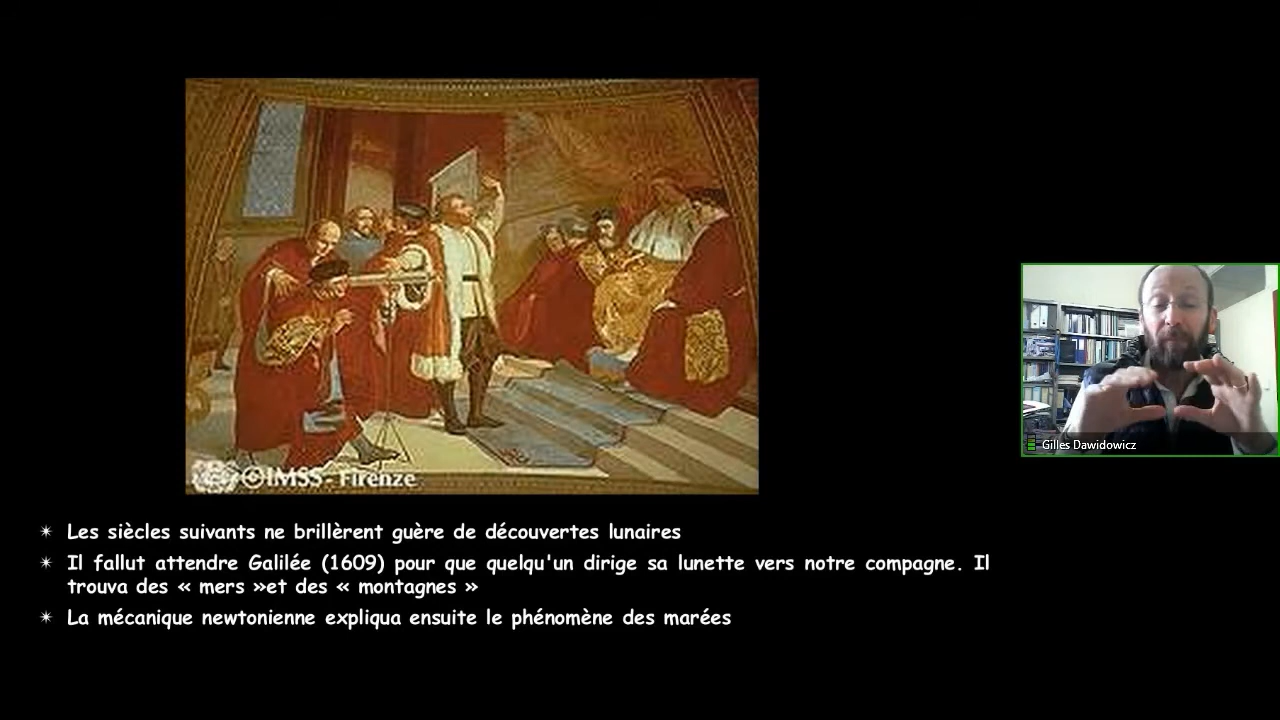 ©IMSS - Firenze
Gilles Dawidowicz
✴ Les siècles suivants ne brillèrent guère de découvertes lunaires
✴ Il fallut attendre Galilée (1609) pour que quelqu'un dirige sa lunette vers notre compagne. Il
trouva des « mers »et des « montagnes »
✴ La mécanique newtonienne expliqua ensuite le phénomène des marées